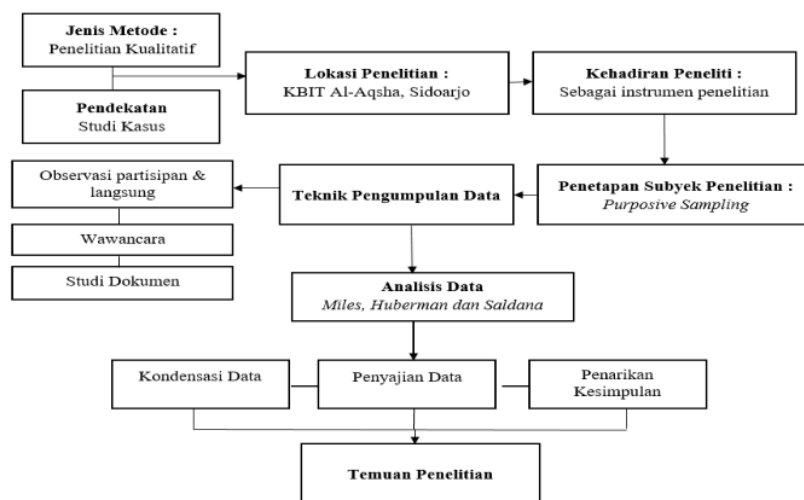 Jenis Metode :
Penelitian Kualitatif
Pendekatan
Studi Kasus
Lokasi Penelitian :
KBIT Al-Aqsha, Sidoarjo
Kehadiran Peneliti :
Sebagai instrumen penelitian
Penetapan Subyek Penelitian :
Purposive Sampling
Teknik Pengumpulan Data
Observasi partisipan &
langsung
Wawancara
Studi Dokumen
Analisis Data
Miles, Huberman dan Saldana
Kondensasi Data
Penyajian Data
Penarikan
Kesimpulan
Temuan Penelitian